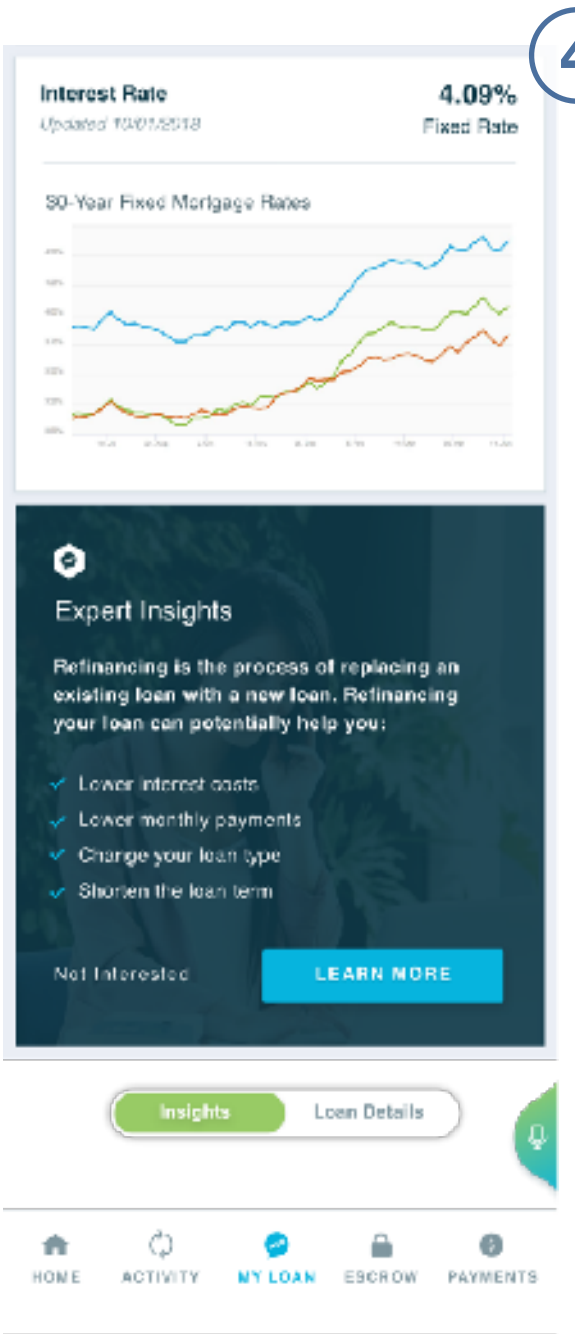 4
Interest Rate
4.09%
Updated 10/01/2018
Fixed Rate
30-Year Fixed Mortgage Rates
Expert Insights
Refinancing is the process of replacing an
existing loan with a new loan. Refinancing
your loan can potentially help you:
Lower interest costs
Lower monthly payments
Change your loan type
Shorten the loan term
Not Interested
LEARN MORE
Insights
Loan Details
HOME
ACTIVITY
MY LOAN
ESCROW
PAYMENTS